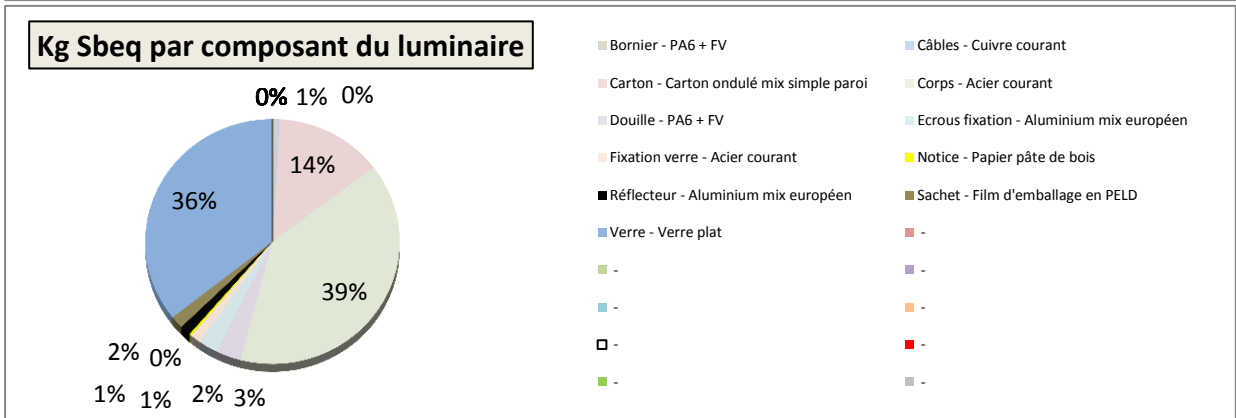 Kg Sbeq par composant du luminaire
0% 1% 0%
14%
36%
39%
2% 0%
1% 1% 2% 3%
Bornier - PA6 + FV
Câbles - Cuivre courant
Carton - Carton ondulé mix simple paroi
Corps - Acier courant
Douille - PA6 + FV
Ecrous fixation - Aluminium mix européen
Fixation verre - Acier courant
Notice - Papier pâte de bois
Réflecteur - Aluminium mix européen
Sachet - Film d'emballage en PELD
Verre - Verre plat
-
-
-
-
-
-
-
-
-